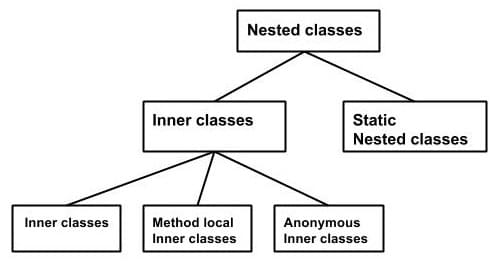 Nested classes
Inner classes
Static
Nested classes
Inner classes
Method local
Inner classes
Anonymous
Inner classes